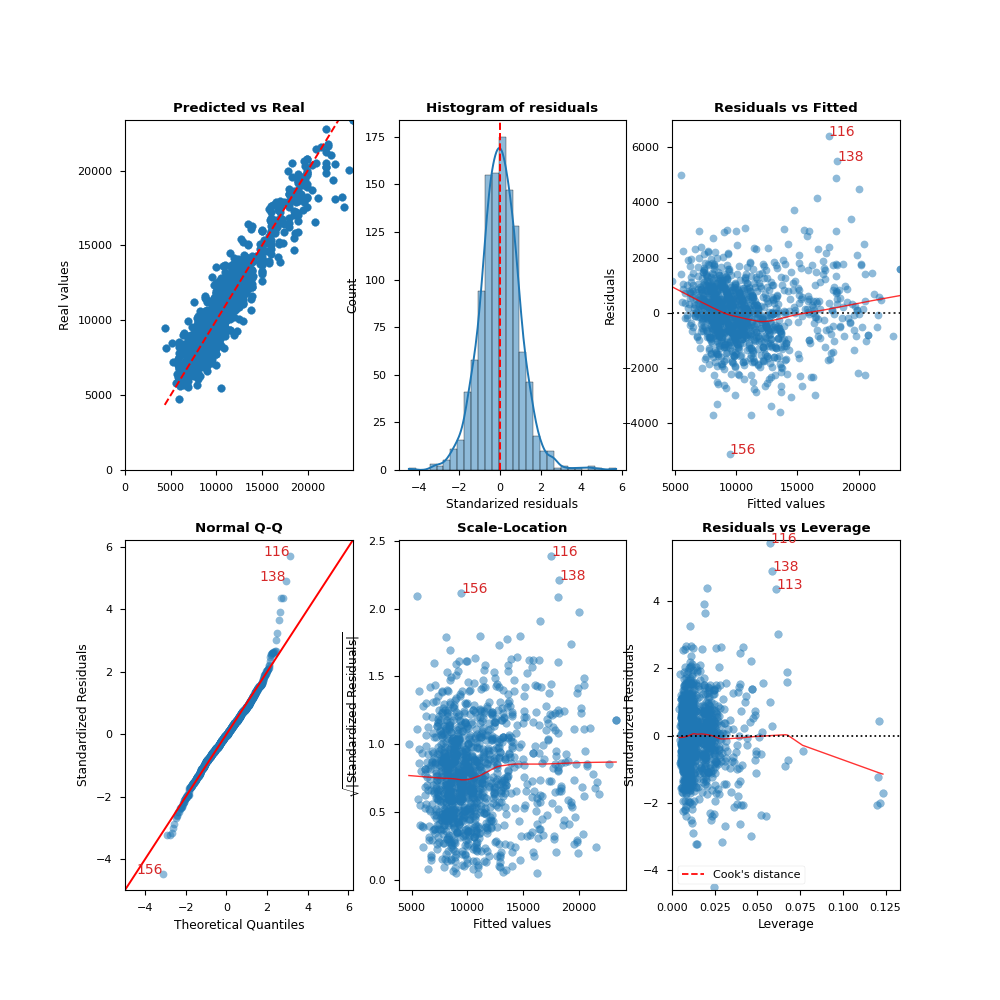 Predicted vs Real
Real values
20000
15000
10000
5000
0
0 5000 10000 15000 20000
Histogram of residuals
Count
175
150
125
100
75
50
25
0
−4 −2 0 2 4 6
Standarized residuals
Residuals vs Fitted
Residuals
6000
4000
2000
0
−2000
−4000
116
138
156
5000 10000 15000 20000
Fitted values
Normal Q-Q
Standardized Residuals
6
4
2
0
−2
−4
116
138
156
−4 −2 0 2 4 6
Theoretical Quantiles
Scale-Location
√|Standardized Residuals|
2.5
2.0
1.5
1.0
0.5
0.0
116
138
156
5000 10000 15000 20000
Fitted values
Residuals vs Leverage
Standardized Residuals
4
2
0
−2
−4
116
138
113
Cook's distance
0.000 0.025 0.050 0.075 0.100 0.125
Leverage